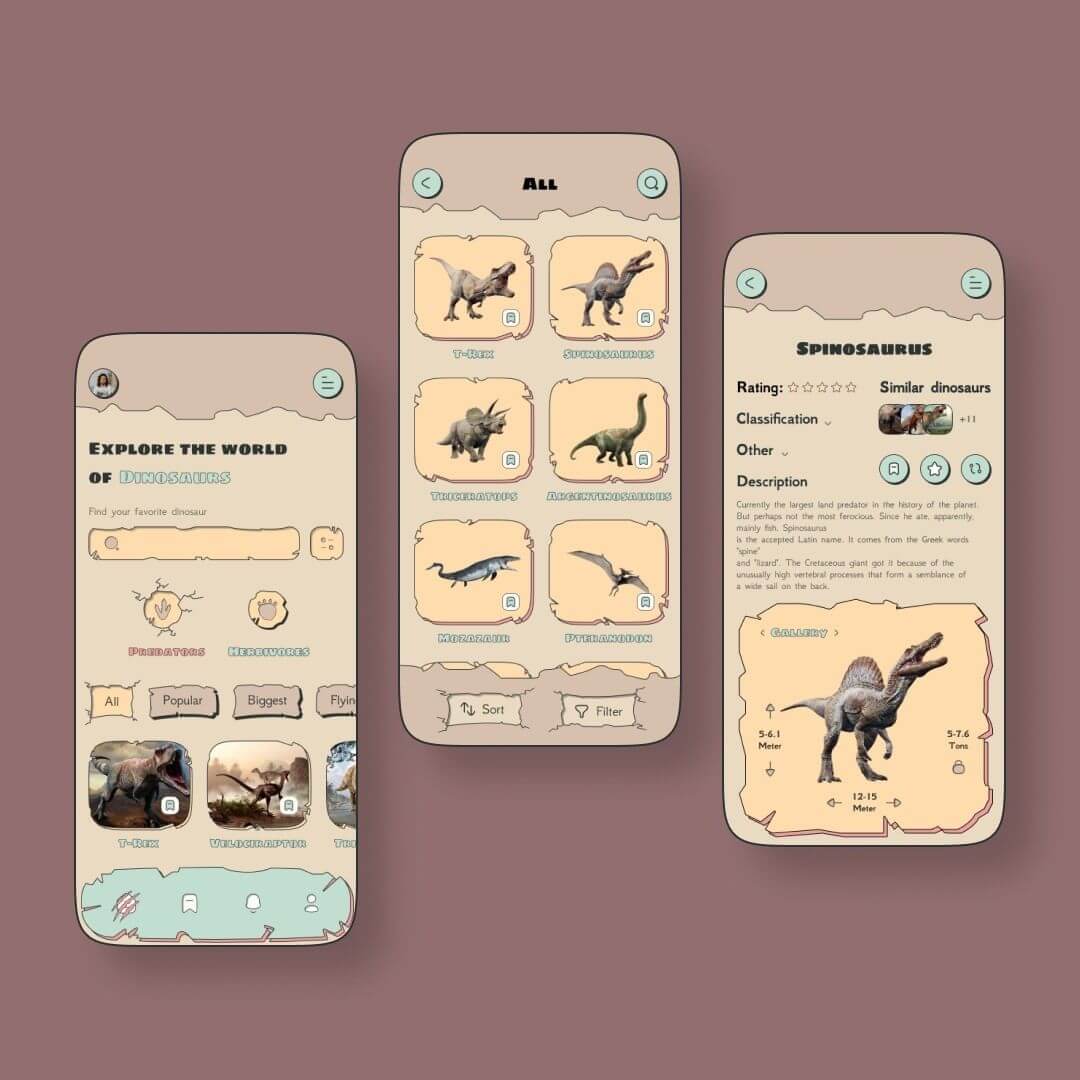 Explore the world
of Dinosaurs
Find your favorite dinosaur
Predators
Herbivores
All
Popular
Biggest
Flyin
T-Rex
Velociraptor
Tri
All
T-Rex
Spinosaurus
Triceratops
Argentinosaurus
Mozazaur
Pteranodon
Sort
Filter
Spinosaurus
Rating:
Similar dinosaurs
Classification
+11
Other
Description
Currently the largest land predator in the history of the planet.
But perhaps not the most ferocious. Since he ate, apparently,
mainly fish. Spinosaurus
is the accepted Latin name. It comes from the Greek words
"spine"
and "lizard". The Cretaceous giant got it because of the
unusually high vertebral processes that form a semblance of
a wide sail on the back.
Gallery
5-6.1
Meter
5-7.6
Tons
12-15
Meter